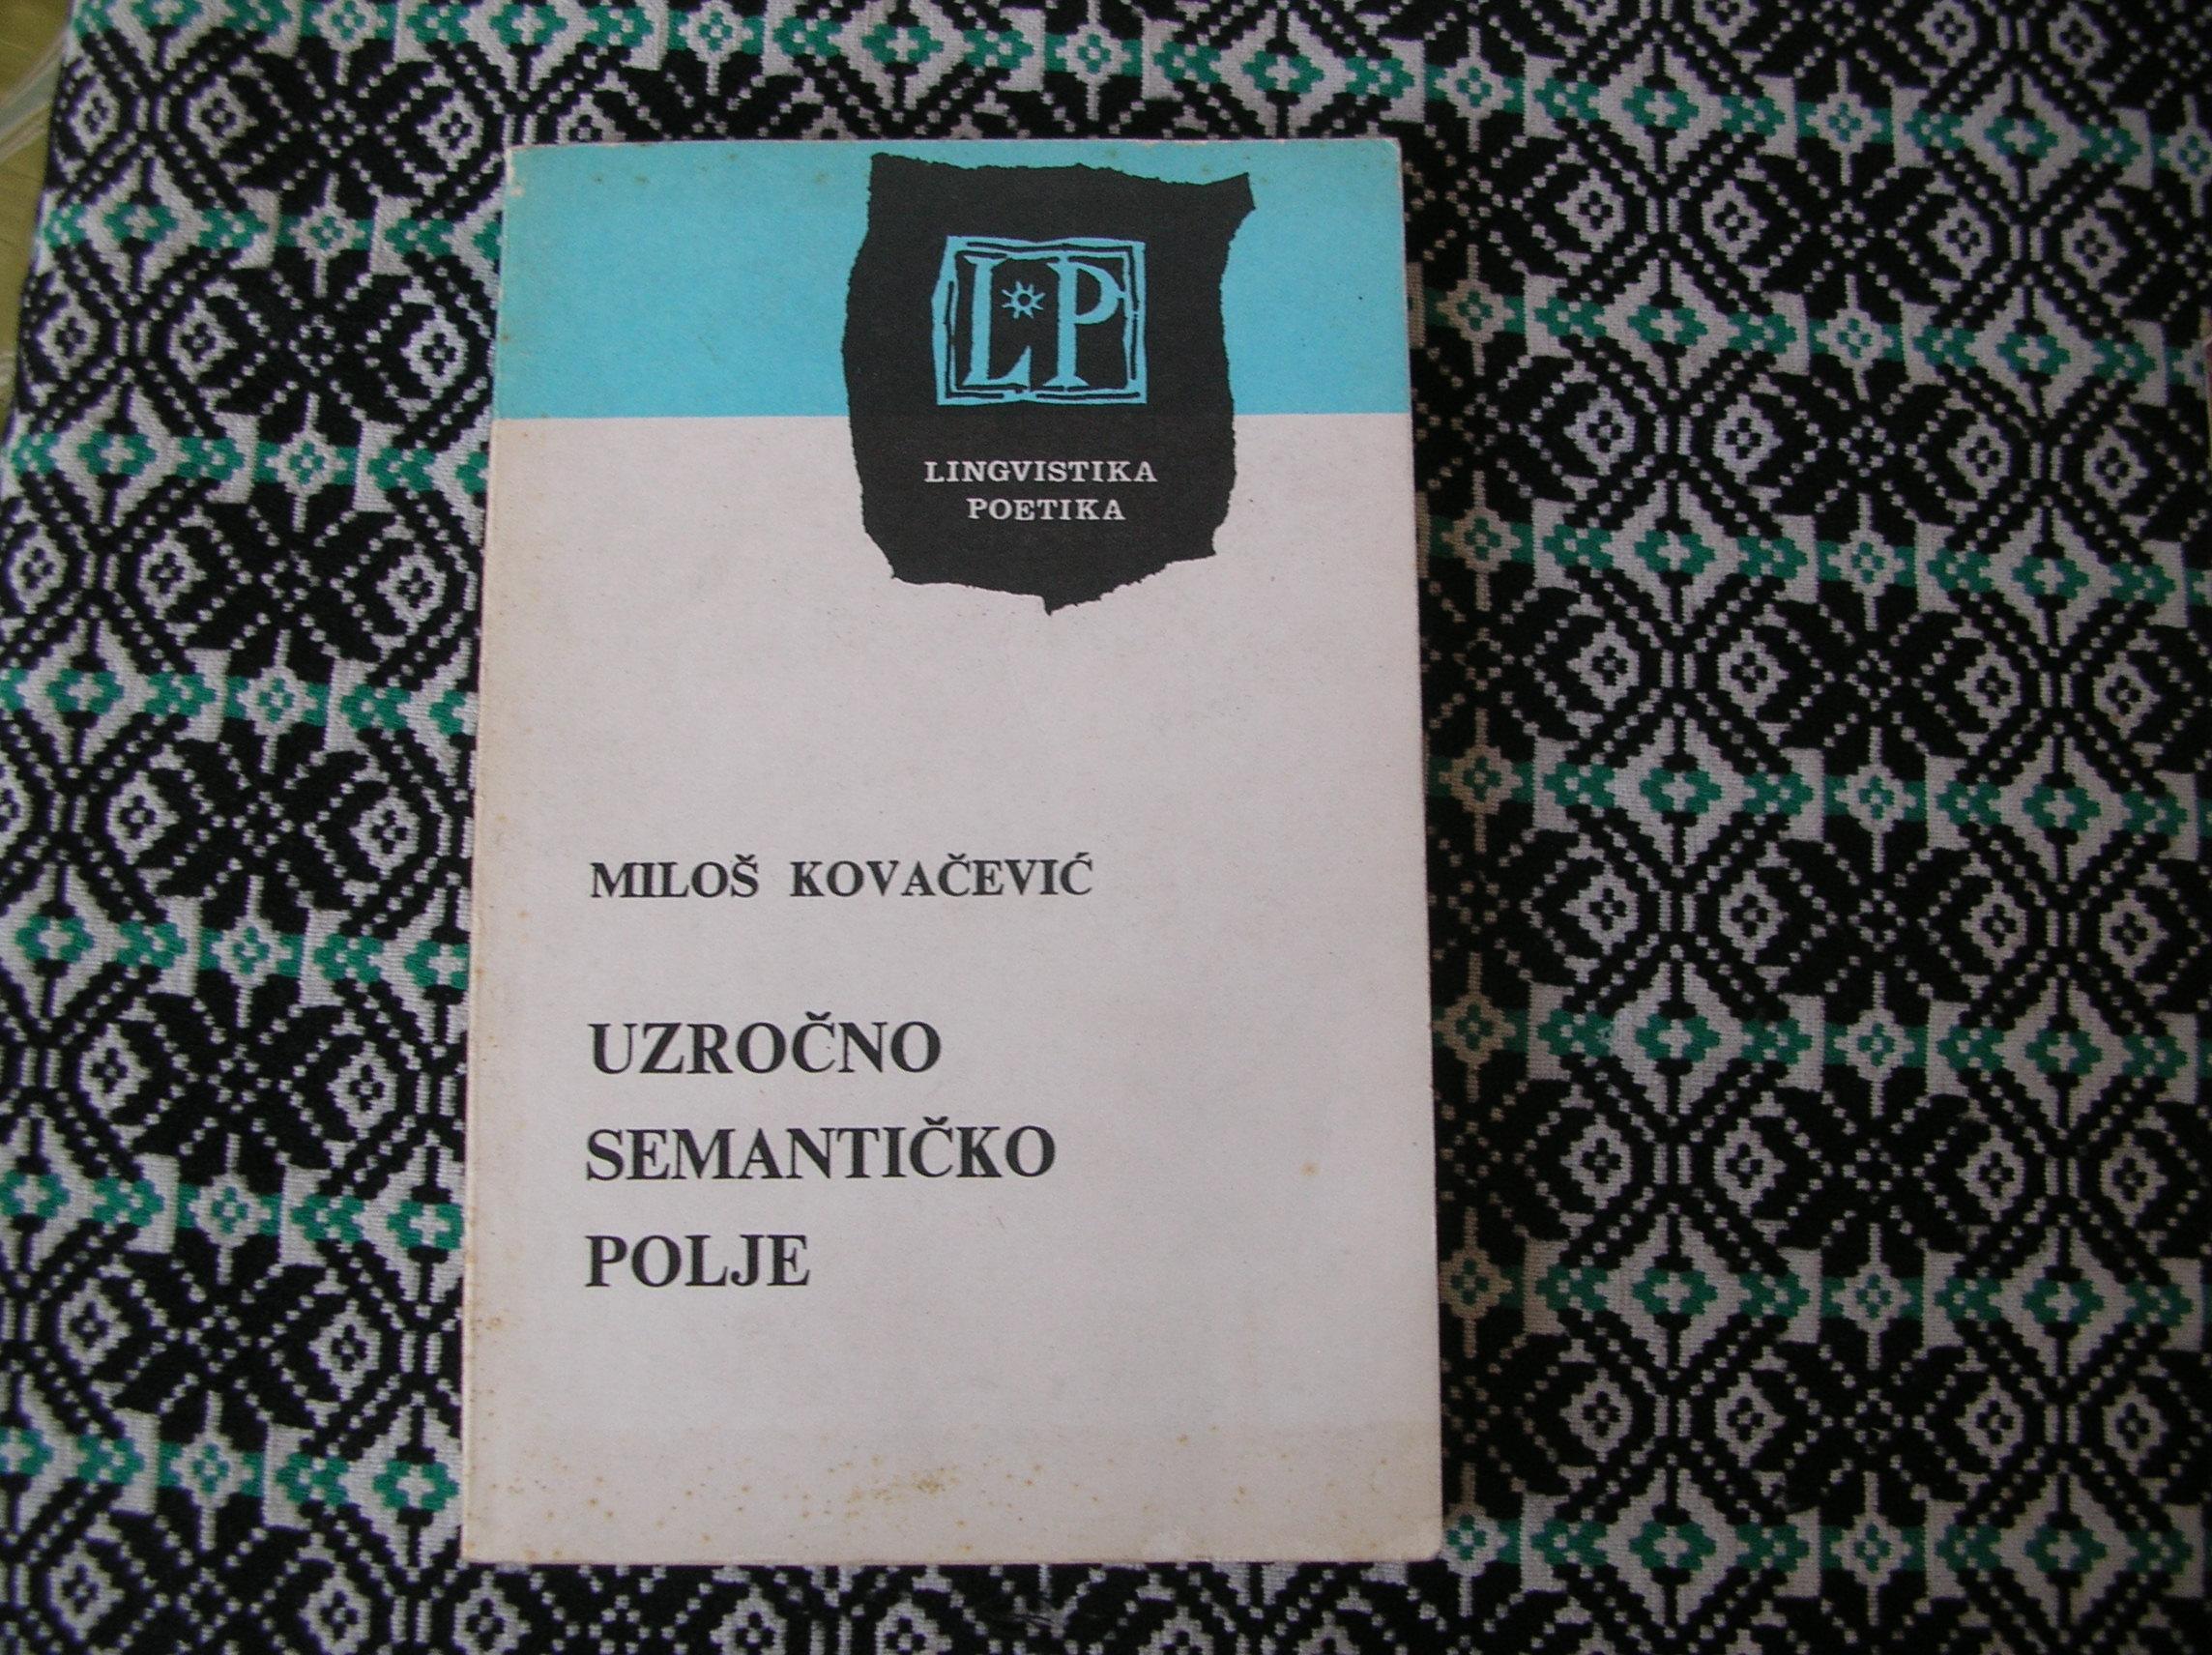 LP
LINGVISTIKA
POETIKA
MILOŠ KOVAČEVIĆ
UZROČNO
SEMANTIČKO
POLJE